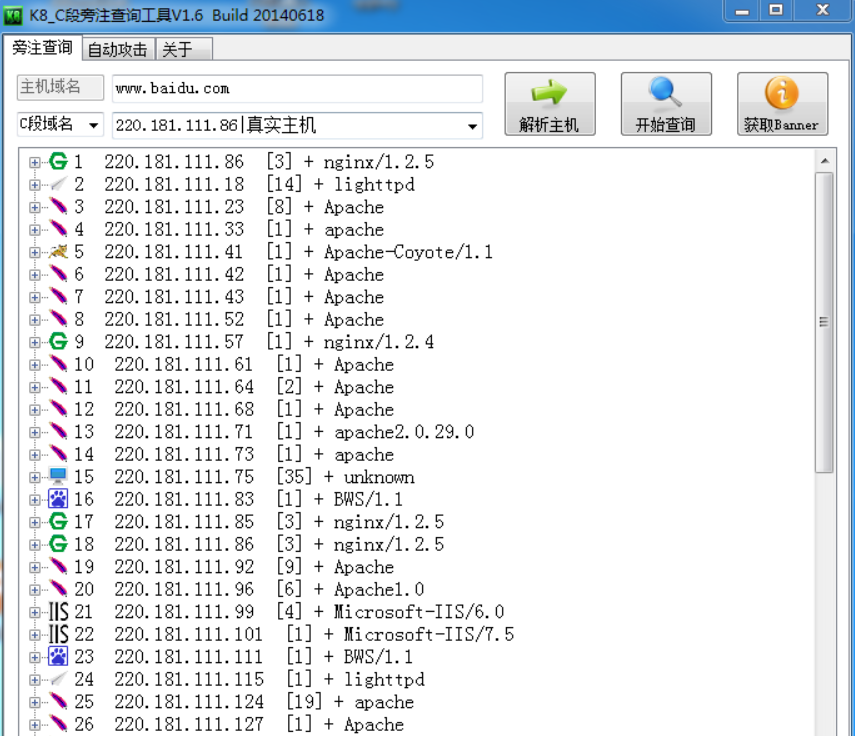 K8_C段旁注查询工具V1.6 Build 20140618
旁注查询 自动攻击 关于
主机域名 www.baidu.com
C段域名 220.181.111.86|真实主机
解析主机 开始查询 获取Banner
1 220.181.111.86 [3] + nginx/1.2.5
2 220.181.111.18 [14] + lighttpd
3 220.181.111.23 [8] + Apache
4 220.181.111.33 [1] + apache
5 220.181.111.41 [1] + Apache-Coyote/1.1
6 220.181.111.42 [1] + Apache
7 220.181.111.43 [1] + Apache
8 220.181.111.52 [1] + Apache
9 220.181.111.57 [1] + nginx/1.2.4
10 220.181.111.61 [1] + Apache
11 220.181.111.64 [2] + Apache
12 220.181.111.68 [1] + Apache
13 220.181.111.71 [1] + apache2.0.29.0
14 220.181.111.73 [1] + apache
15 220.181.111.75 [35] + unknown
16 220.181.111.83 [1] + BWS/1.1
17 220.181.111.85 [3] + nginx/1.2.5
18 220.181.111.86 [3] + nginx/1.2.5
19 220.181.111.92 [9] + Apache
20 220.181.111.96 [6] + Apache1.0
IIS 21 220.181.111.99 [4] + Microsoft-IIS/6.0
IIS 22 220.181.111.101 [1] + Microsoft-IIS/7.5
23 220.181.111.111 [1] + BWS/1.1
24 220.181.111.115 [1] + lighttpd
25 220.181.111.124 [19] + apache
26 220.181.111.127 [1] + Apache